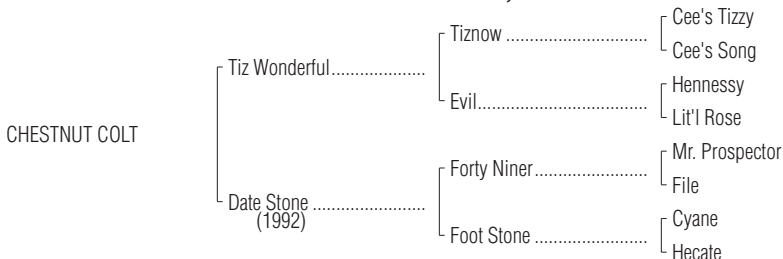 Cee's Tizzy
Tiznow ........................................
Cee's Song
Tiz Wonderful.....................
Hennessy
Evil................................................
Lit'l Rose
CHESTNUT COLT
Mr. Prospector
Forty Niner................................
File
Date Stone .........................
(1992)
Cyane
Foot Stone ................................
Hecate